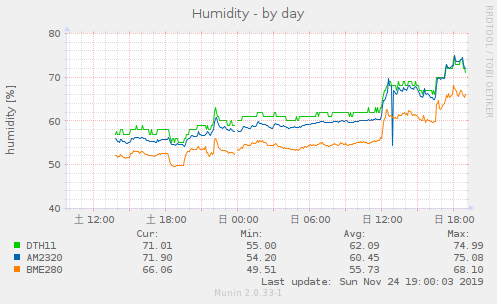 Humidity - by day
RRDTOOL / TOBI OETIKER
humidity [%]
80
70
60
50
40
土 12:00 土 18:00 日 00:00 日 06:00 日 12:00 日 18:00
Cur: Min: Avg: Max:
DTH11 71.01 55.00 62.09 74.99
AM2320 71.90 54.20 60.45 75.08
BME280 66.06 49.51 55.73 68.10
Last update: Sun Nov 24 19:00:03 2019
Munin 2.0.33-1